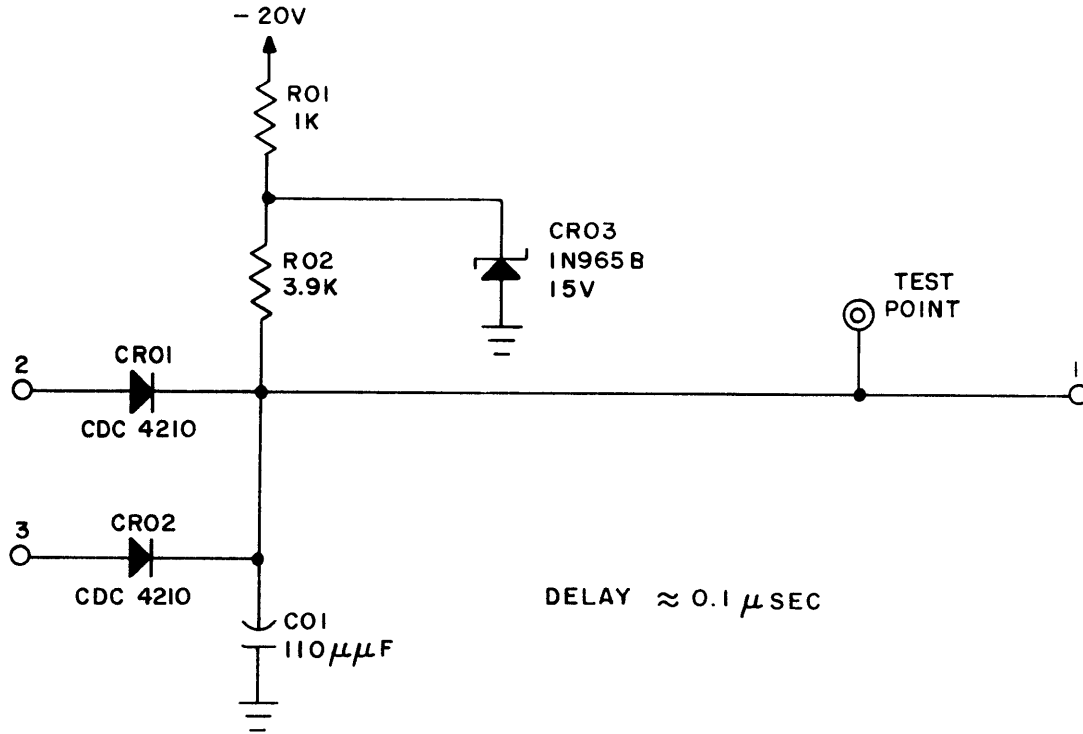 - 20V
R01
1K
R02
3.9K
CR03
1N965B
15V
TEST
POINT
2
CR01
CDC 4210
1
3
CR02
CDC 4210
DELAY ≈ 0.1 μSEC
C01
110μμF